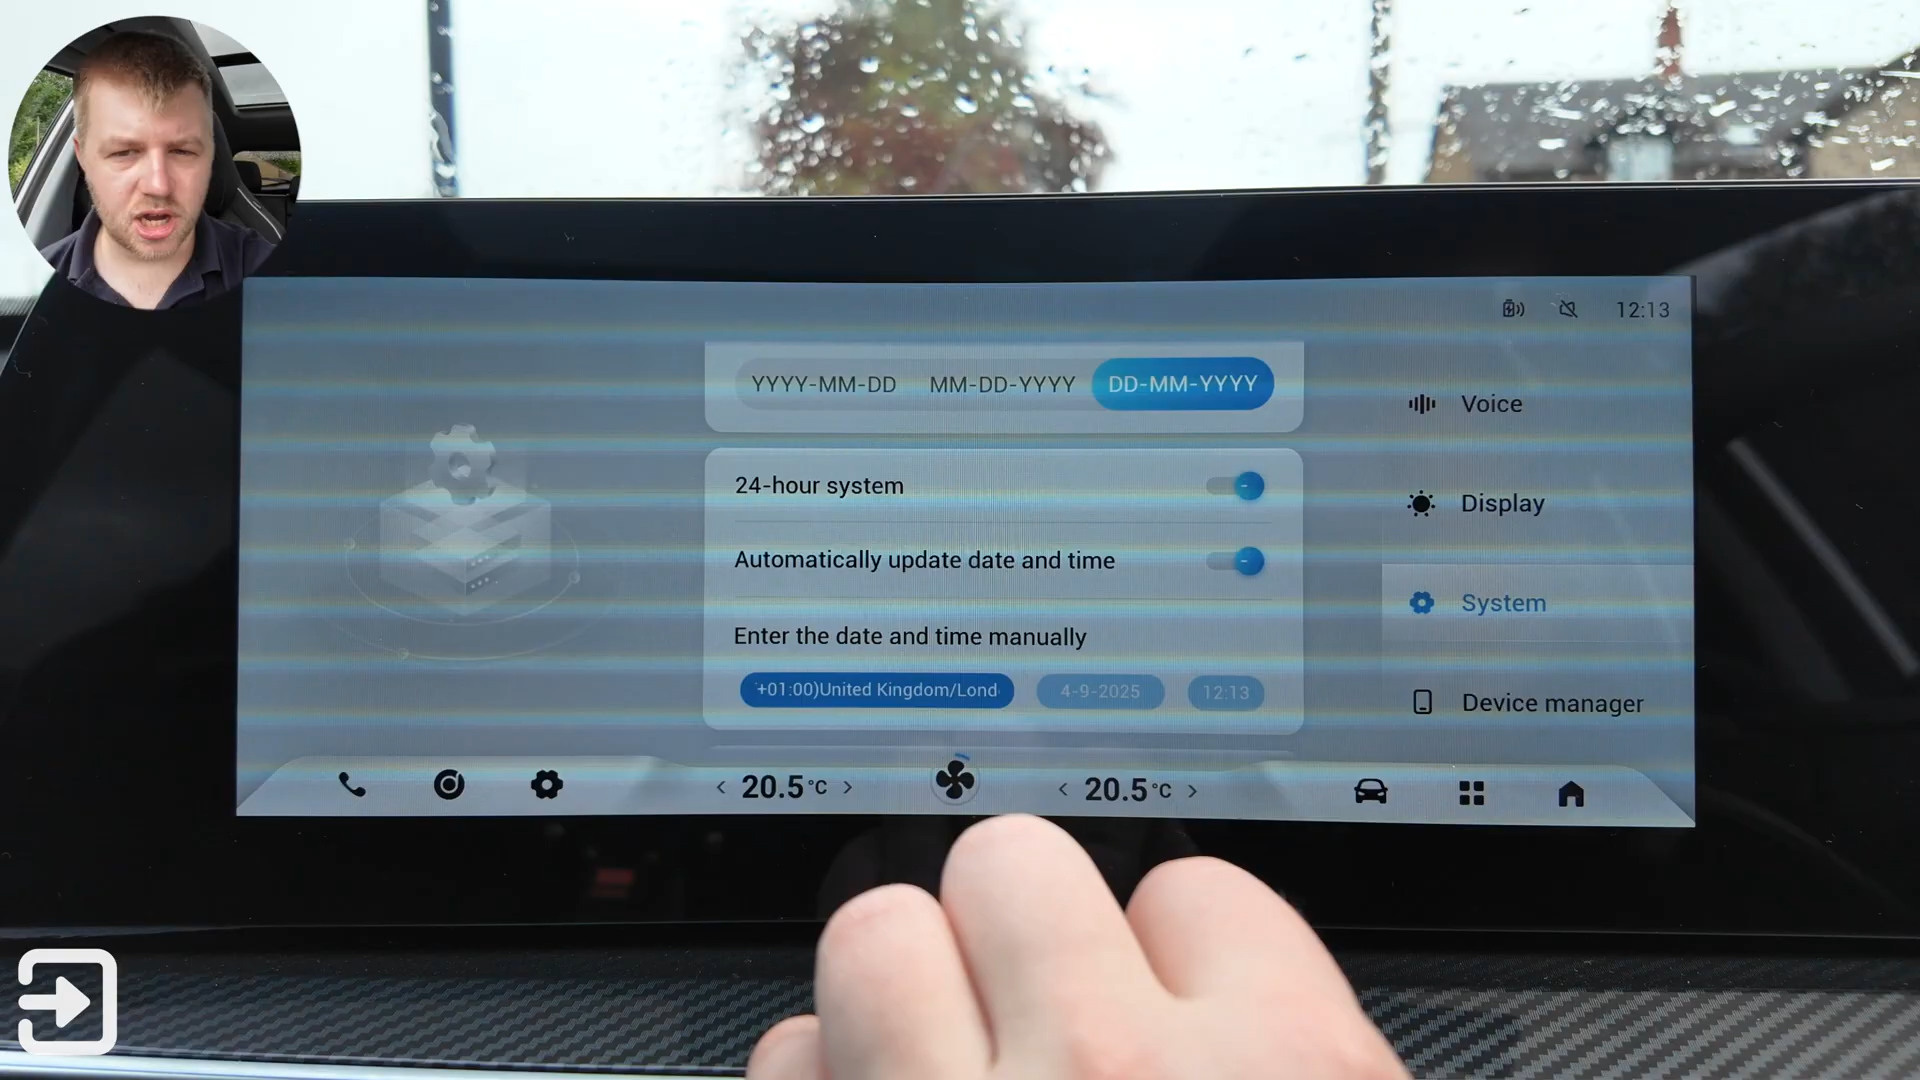 12:13
YYYY-MM-DD MM-DD-YYYY DD-MM-YYYY
24-hour system
Automatically update date and time
Enter the date and time manually
+01:00)United Kingdom/Lond
4-9-2025
12:13
Voice
Display
System
Device manager
< 20.5°C >
< 20.5°C >